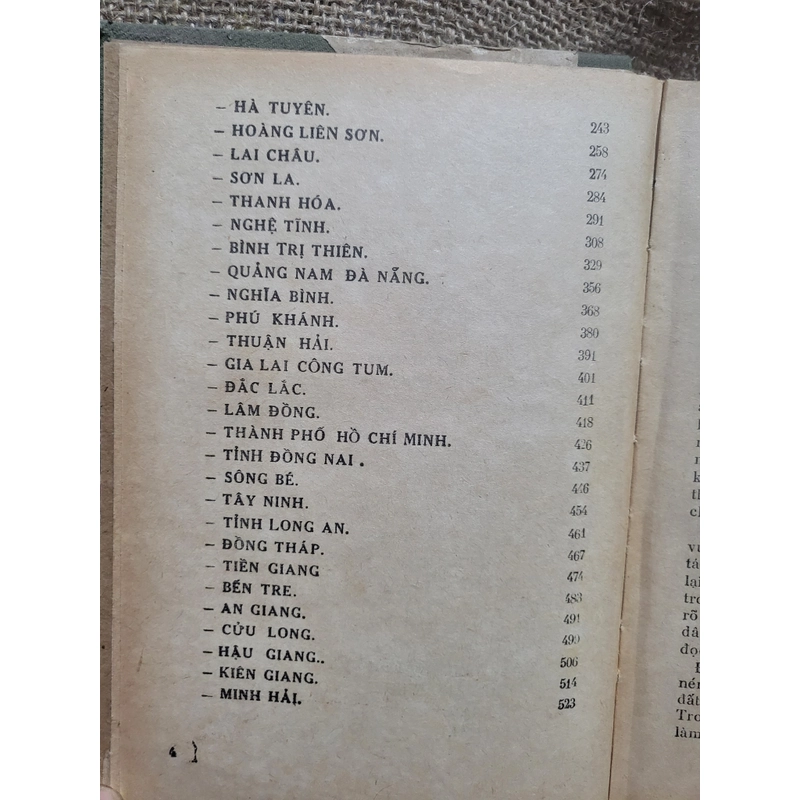 – HÀ TUYÊN. 243
– HOÀNG LIÊN SƠN. 258
– LAI CHÂU. 274
– SƠN LA. 284
– THANH HÓA. 291
– NGHỆ TĨNH. 308
– BÌNH TRỊ THIÊN. 329
– QUẢNG NAM ĐÀ NẴNG. 356
– NGHĨA BÌNH. 368
– PHÚ KHÁNH. 380
– THUẬN HẢI. 391
– GIA LAI CÔNG TUM. 401
– ĐẮC LẮC. 411
– LÂM ĐỒNG. 418
– THÀNH PHỐ HỒ CHÍ MINH. 426
– TỈNH ĐỒNG NAI . 437
– SÔNG BÉ. 446
– TÂY NINH. 454
– TỈNH LONG AN. 461
– ĐỒNG THÁP. 467
– TIỀN GIANG 474
– BẾN TRE. 483
– AN GIANG. 491
– CỬU LONG. 499
– HẬU GIANG.. 506
– KIÊN GIANG. 514
– MINH HẢI. 523
4
lại
rõ
đất
làm